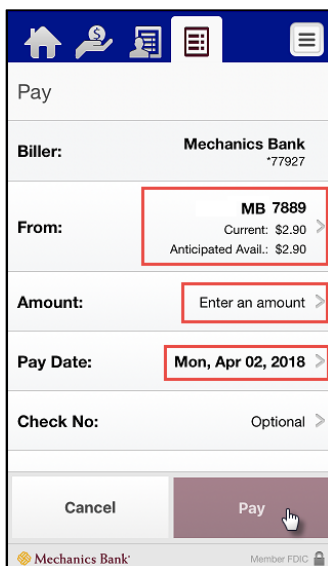 Pay
Biller: Mechanics Bank
*77927
MB 7889
From: Current: $2.90
Anticipated Avail.: $2.90
Amount: Enter an amount
Pay Date: Mon, Apr 02, 2018
Check No: Optional
Cancel Pay
Mechanics Bank Member FDIC